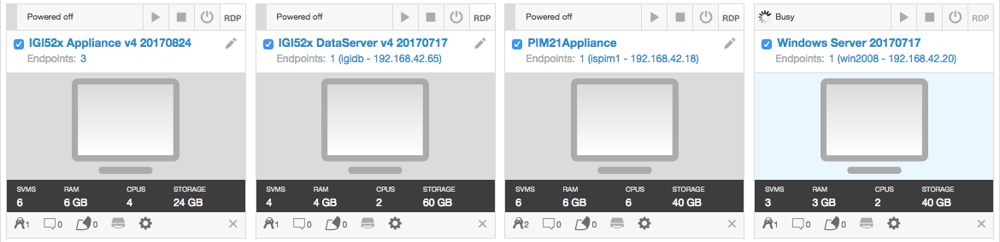 Powered off RDP
IGI52x Appliance v4 20170824
Endpoints: 3
SVMS RAM CPUS STORAGE
6 6 GB 4 24 GB
1 0 0
Powered off RDP
IGI52x DataServer v4 20170717
Endpoints: 1 (igidb - 192.168.42.65)
SVMS RAM CPUS STORAGE
4 4 GB 2 60 GB
1 0 0
Powered off RDP
PIM21Appliance
Endpoints: 1 (ispim1 - 192.168.42.18)
SVMS RAM CPUS STORAGE
6 6 GB 6 40 GB
2 0 0
Busy RDP
Windows Server 20170717
Endpoints: 1 (win2008 - 192.168.42.20)
SVMS RAM CPUS STORAGE
3 3 GB 2 40 GB
1 0 0